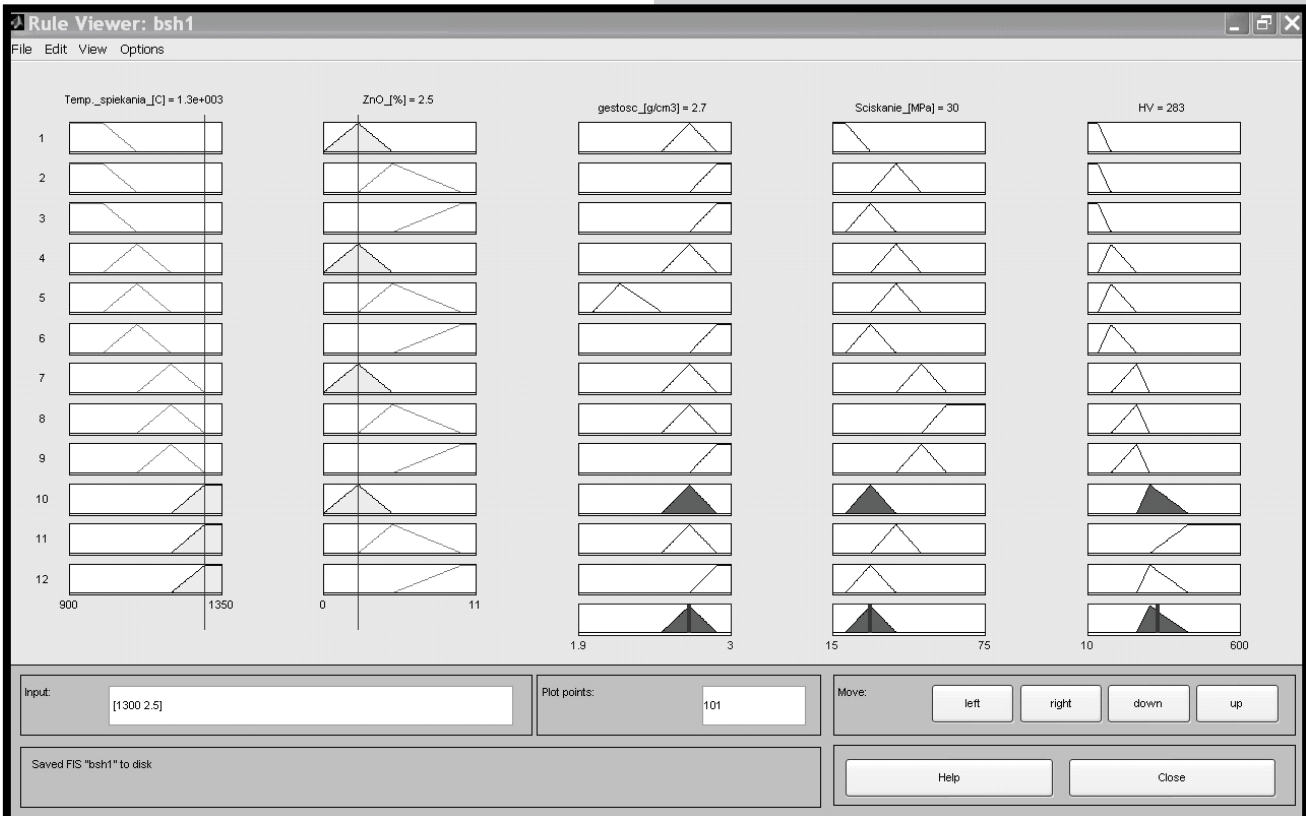 Rule Viewer: bsh1
File Edit View Options
Temp._spiekania_[C] = 1.3e+003
ZnO_[%] = 2.5
gestosc_[g/cm3] = 2.7
Sciskanie_[MPa] = 30
HV = 283
1
2
3
4
5
6
7
8
9
10
11
12
900 1350
0 11
1.9 3
15 75
10 600
Input:
[1300 2.5]
Plot points:
101
Move:
left right down up
Saved FIS "bsh1" to disk
Help Close